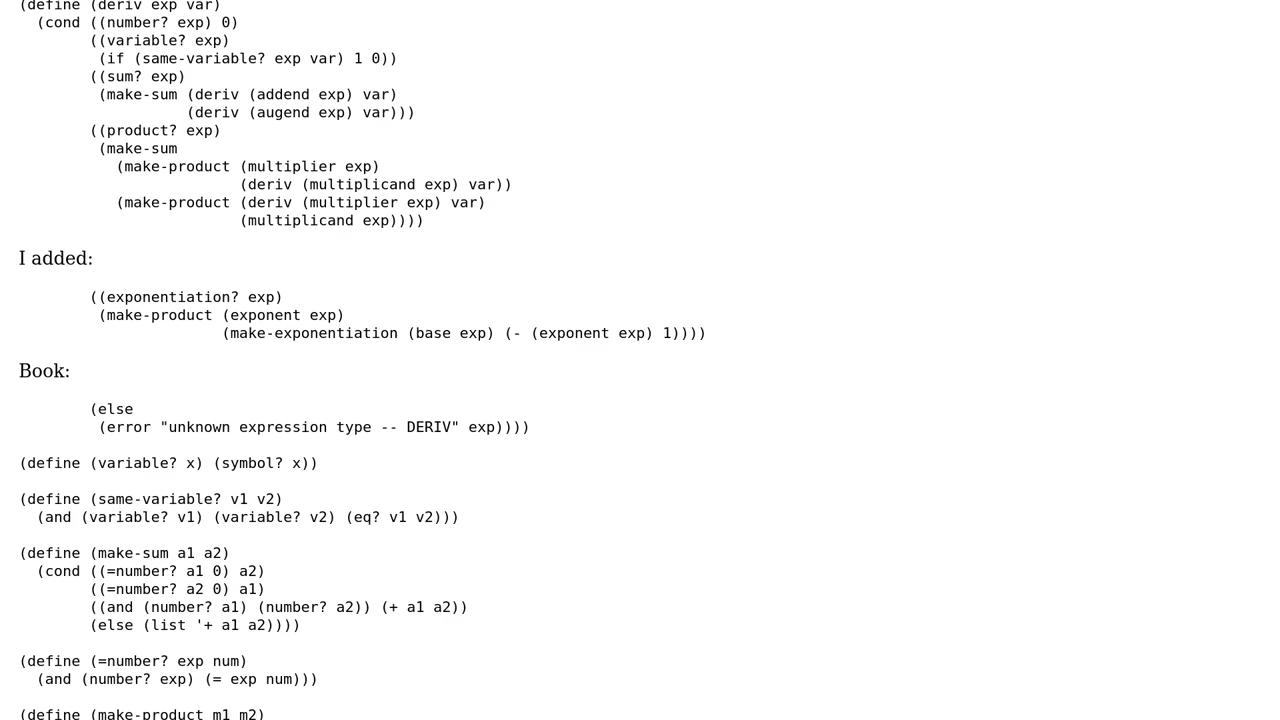 (define (deriv exp var)
  (cond ((number? exp) 0)
        ((variable? exp)
         (if (same-variable? exp var) 1 0))
        ((sum? exp)
         (make-sum (deriv (addend exp) var)
                   (deriv (augend exp) var)))
        ((product? exp)
         (make-sum
           (make-product (multiplier exp)
                         (deriv (multiplicand exp) var))
           (make-product (deriv (multiplier exp) var)
                         (multiplicand exp))))
I added:
        ((exponentiation? exp)
         (make-product (exponent exp)
                       (make-exponentiation (base exp) (- (exponent exp) 1))))
Book:
        (else
         (error "unknown expression type -- DERIV" exp))))
(define (variable? x) (symbol? x))
(define (same-variable? v1 v2)
  (and (variable? v1) (variable? v2) (eq? v1 v2)))
(define (make-sum a1 a2)
  (cond ((=number? a1 0) a2)
        ((=number? a2 0) a1)
        ((and (number? a1) (number? a2)) (+ a1 a2))
        (else (list '+ a1 a2))))
(define (=number? exp num)
  (and (number? exp) (= exp num)))
(define (make-product m1 m2)